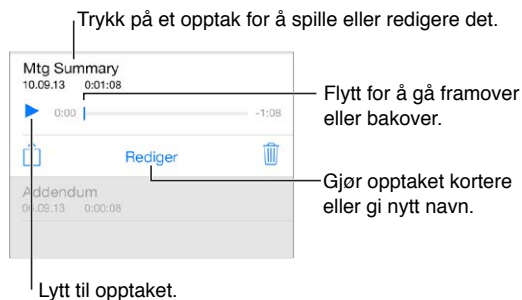 Trykk på et opptak for å spille eller redigere det.
Mtg Summary
10.09.13 0:01:08
0:00 -1:08
Flytt for å gå framover
eller bakover.
Rediger
Gjør opptaket kortere
eller gi nytt navn.
Addendum
06.09.13 0:00:08
Lytt til opptaket.